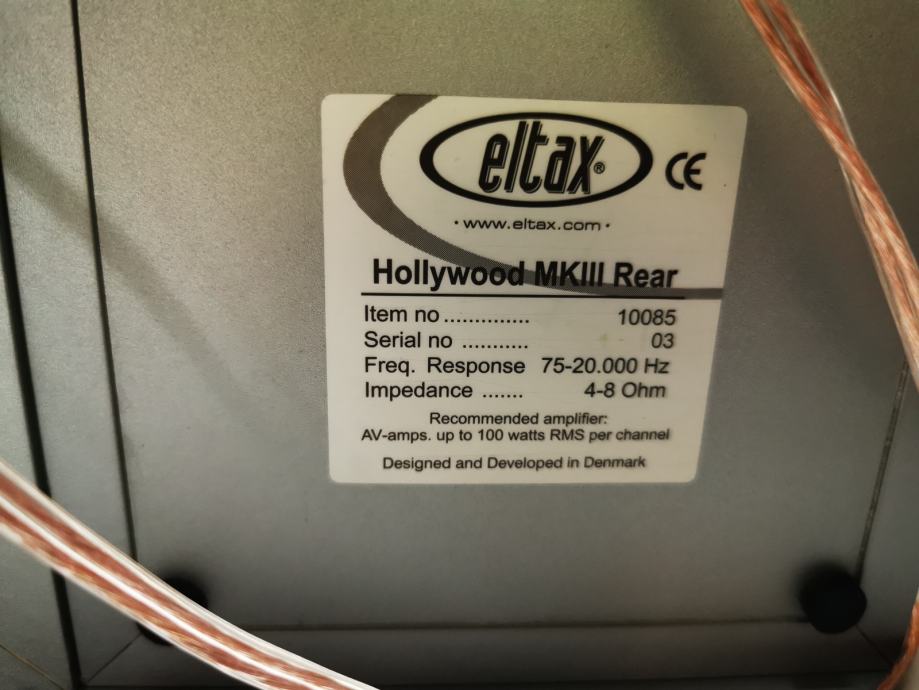 eltax®
CE
· www.eltax.com ·
Hollywood MKIII Rear
Item no .............. 10085
Serial no ........... 03
Freq. Response 75-20.000 Hz
Impedance ....... 4-8 Ohm
Recommended amplifier:
AV-amps. up to 100 watts RMS per channel
Designed and Developed in Denmark